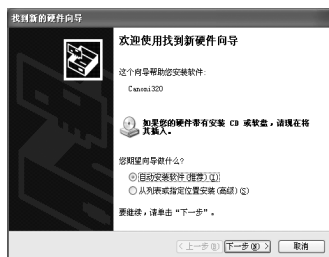 找到新的硬件向导
欢迎使用找到新硬件向导
这个向导帮助您安装软件:
Canoni320
如果您的硬件带有安装 CD 或软盘，请现在将
其插入。
您期望向导做什么?
自动安装软件(推荐)(I)
从列表或指定位置安装(高级)(S)
要继续，请单击“下一步”。
<上一步(B)
下一步(N)>
取消